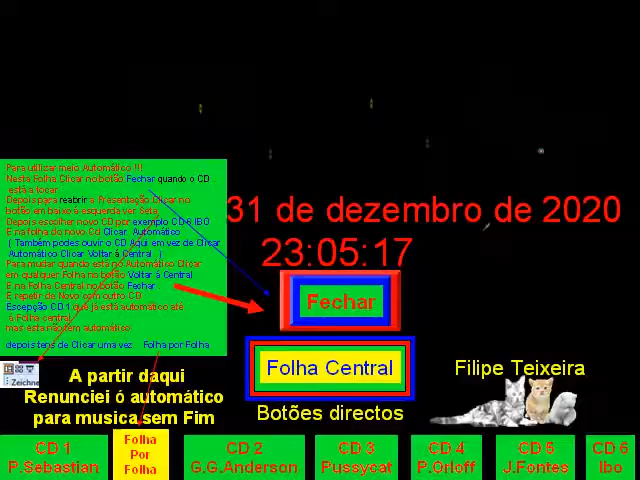 Para utilizar meio Automático !!!
Nesta Folha Clicar no botão Fechar quando o CD
está a tocar
Depois para reabrir a Presentação Clicar no
botão em baixo á esquerda ver Seta
Depois escolher novo CD por exemplo CD 6 IBO
E na folha do novo Cd Clicar Automático
( Também podes ouvir o CD Aqui em vez de Clicar
Automático Clicar Voltar á Central )
Para mudar quando está no Automático Clicar
em qualquer Folha no botão Voltar á Central
E na Folha Central no botão Fechar
E repetir de Novo com outro CD
Escepção CD 1 que já está automático até
á Folha central
mas esta não tem automático
depois tens de Clicar uma vez Folha por Folha
31 de dezembro de 2020
23:05:17
Fechar
Folha Central
Botões directos
Filipe Teixeira
Zeichne
A partir daqui
Renunciei ó automático
para musica sem Fim
CD 1
P.Sebastian
Folha
Por
Folha
CD 2
G.G.Anderson
CD 3
Pussycat
CD 4
P.Orloff
CD 5
J.Fontes
CD 6
Ibo